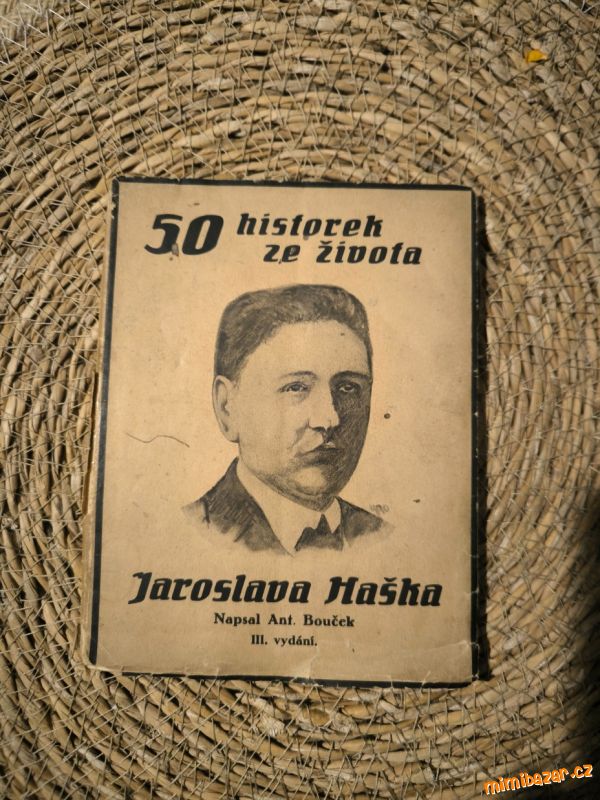 50 historek
ze života
Jaroslava Haška
Napsal Ant. Bouček
III. vydání.
mimibazar.cz